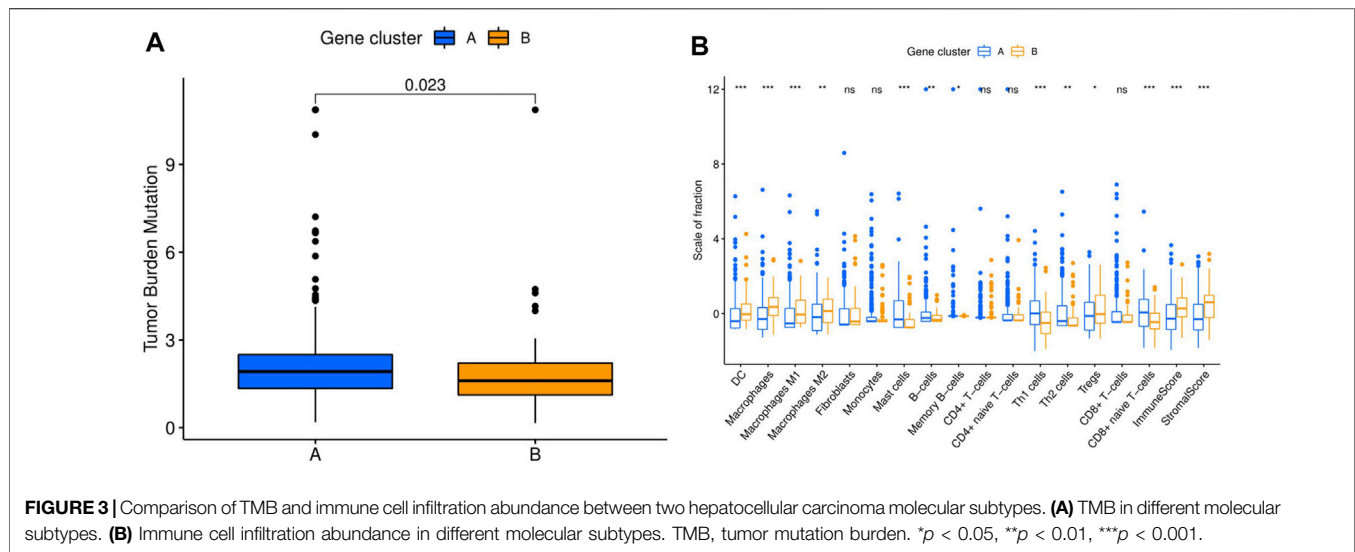 A
Gene cluster A B
0.023
Tumor Burden Mutation
9
6
3
0
A B
B
Gene cluster A B
*** *** *** ** ns ns *** ** * ns ns *** ** * ns *** *** ***
Scale of fraction
12
8
4
0
DC
Macrophages
Macrophages M1
Macrophages M2
Fibroblasts
Monocytes
Mast cells
B−cells
Memory B−cells
CD4+ T−cells
CD4+ naive T−cells
Th1 cells
Th2 cells
Tregs
CD8+ T−cells
CD8+ naive T−cells
ImmuneScore
StromalScore
FIGURE 3 | Comparison of TMB and immune cell infiltration abundance between two hepatocellular carcinoma molecular subtypes. (A) TMB in different molecular
subtypes. (B) Immune cell infiltration abundance in different molecular subtypes. TMB, tumor mutation burden. *p < 0.05, **p < 0.01, ***p < 0.001.